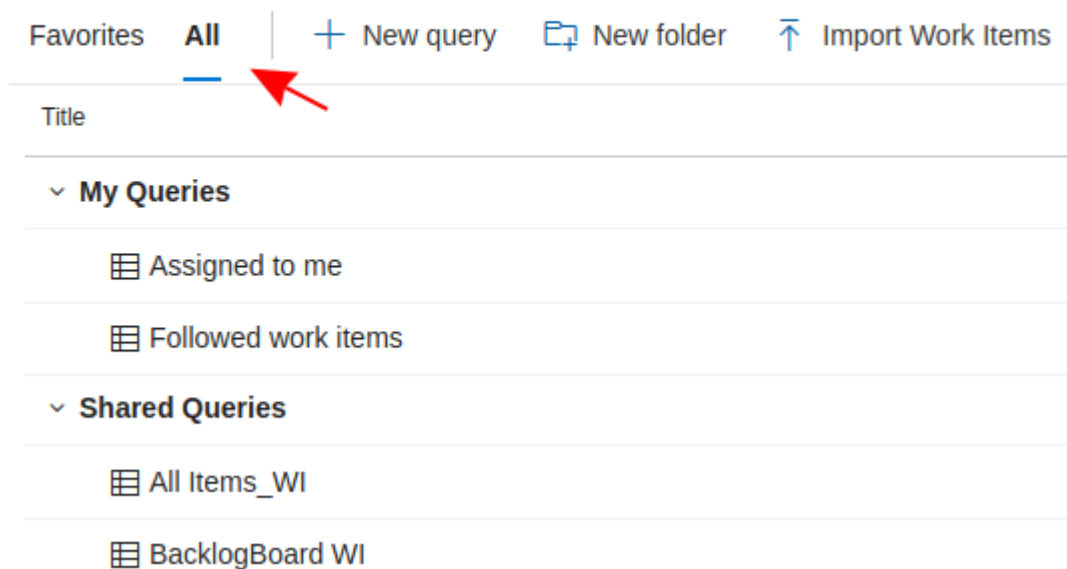 Favorites All New query New folder Import Work Items
Title
My Queries
Assigned to me
Followed work items
Shared Queries
All Items_WI
BacklogBoard WI